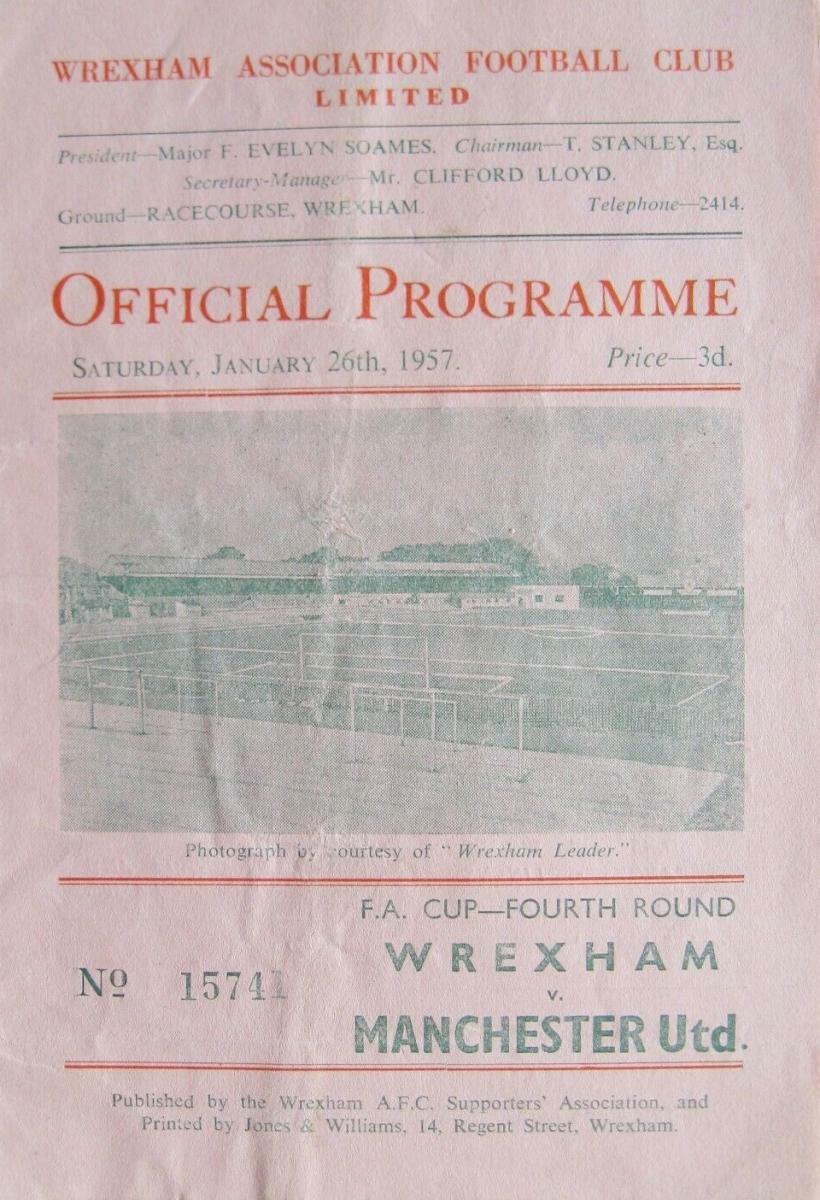 WREXHAM ASSOCIATION FOOTBALL CLUB
LIMITED
President—Major F. EVELYN SOAMES. Chairman—T. STANLEY, Esq.
Secretary-Manager—Mr. CLIFFORD LLOYD.
Ground—RACECOURSE, WREXHAM. Telephone—2414.
OFFICIAL PROGRAMME
SATURDAY, JANUARY 26th, 1957. Price—3d.
Photograph by courtesy of "Wrexham Leader."
F.A. CUP—FOURTH ROUND
WREXHAM
Nº 15741
v.
MANCHESTER Utd.
Published by the Wrexham A.F.C. Supporters' Association, and
Printed by Jones & Williams, 14, Regent Street, Wrexham.